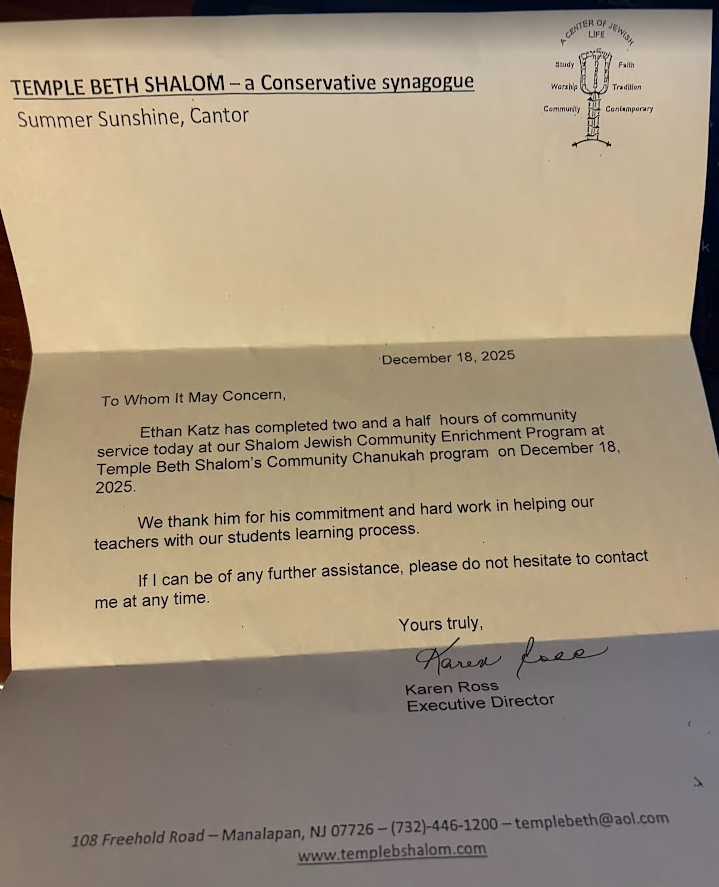 A CENTER OF JEWISH
LIFE
Study Faith
Worship Tradition
Community Contemporary
TEMPLE BETH SHALOM – a Conservative synagogue
Summer Sunshine, Cantor
December 18, 2025
To Whom It May Concern,
Ethan Katz has completed two and a half hours of community
service today at our Shalom Jewish Community Enrichment Program at
Temple Beth Shalom's Community Chanukah program on December 18,
2025.
We thank him for his commitment and hard work in helping our
teachers with our students learning process.
If I can be of any further assistance, please do not hesitate to contact
me at any time.
Yours truly,
Karen Ross
Karen Ross
Executive Director
108 Freehold Road – Manalapan, NJ 07726 – (732)-446-1200 – templebeth@aol.com
www.templebshalom.com